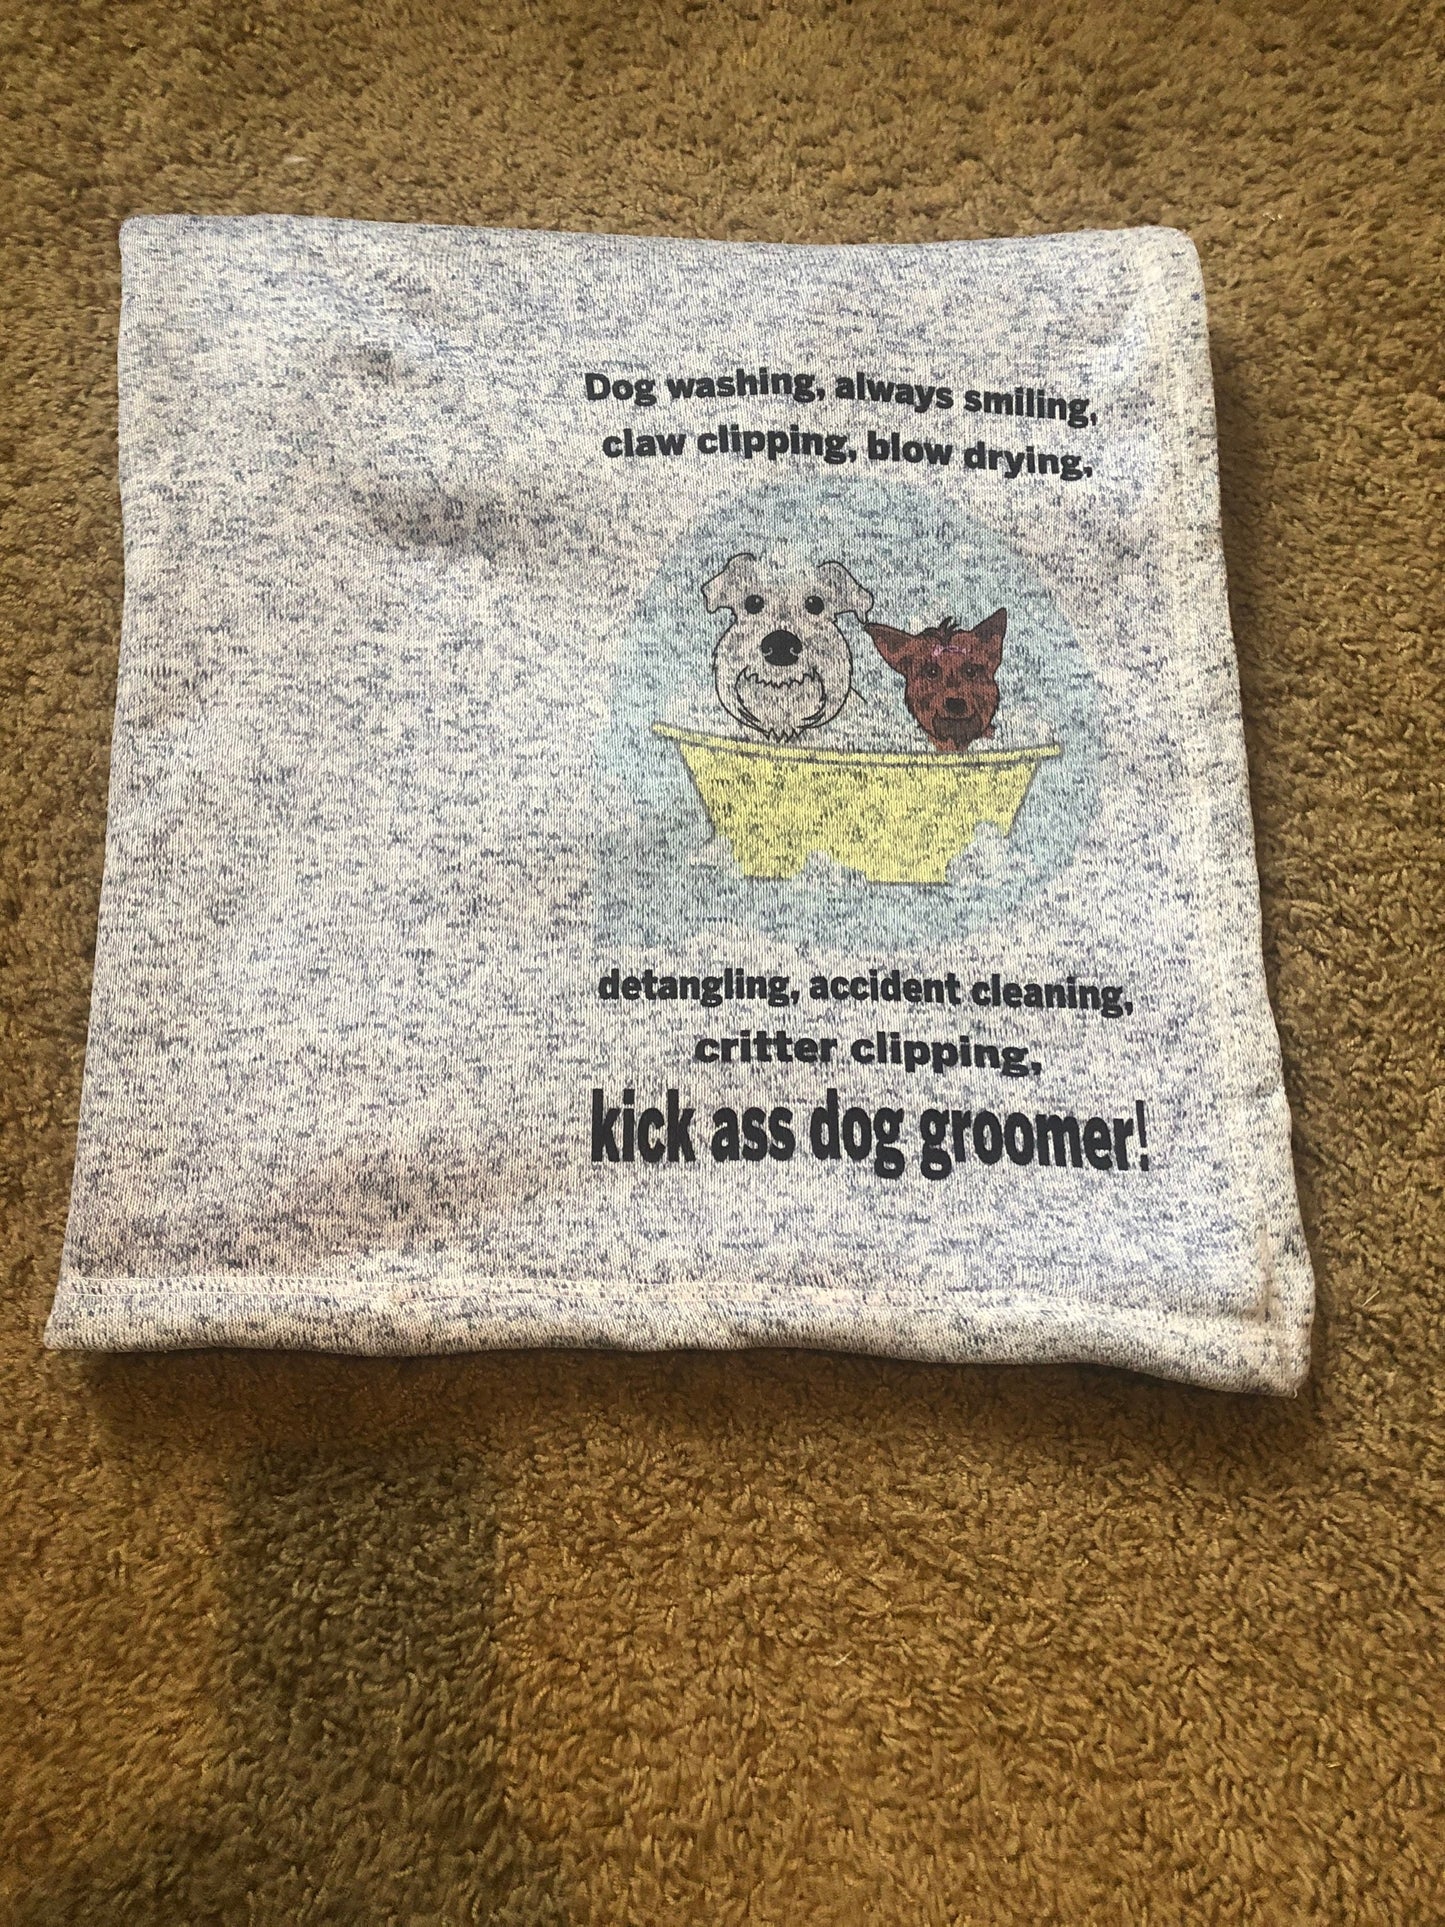 Dog washing, always smiling,
claw clipping, blow drying,
detangling, accident cleaning,
critter clipping,
kick ass dog groomer!